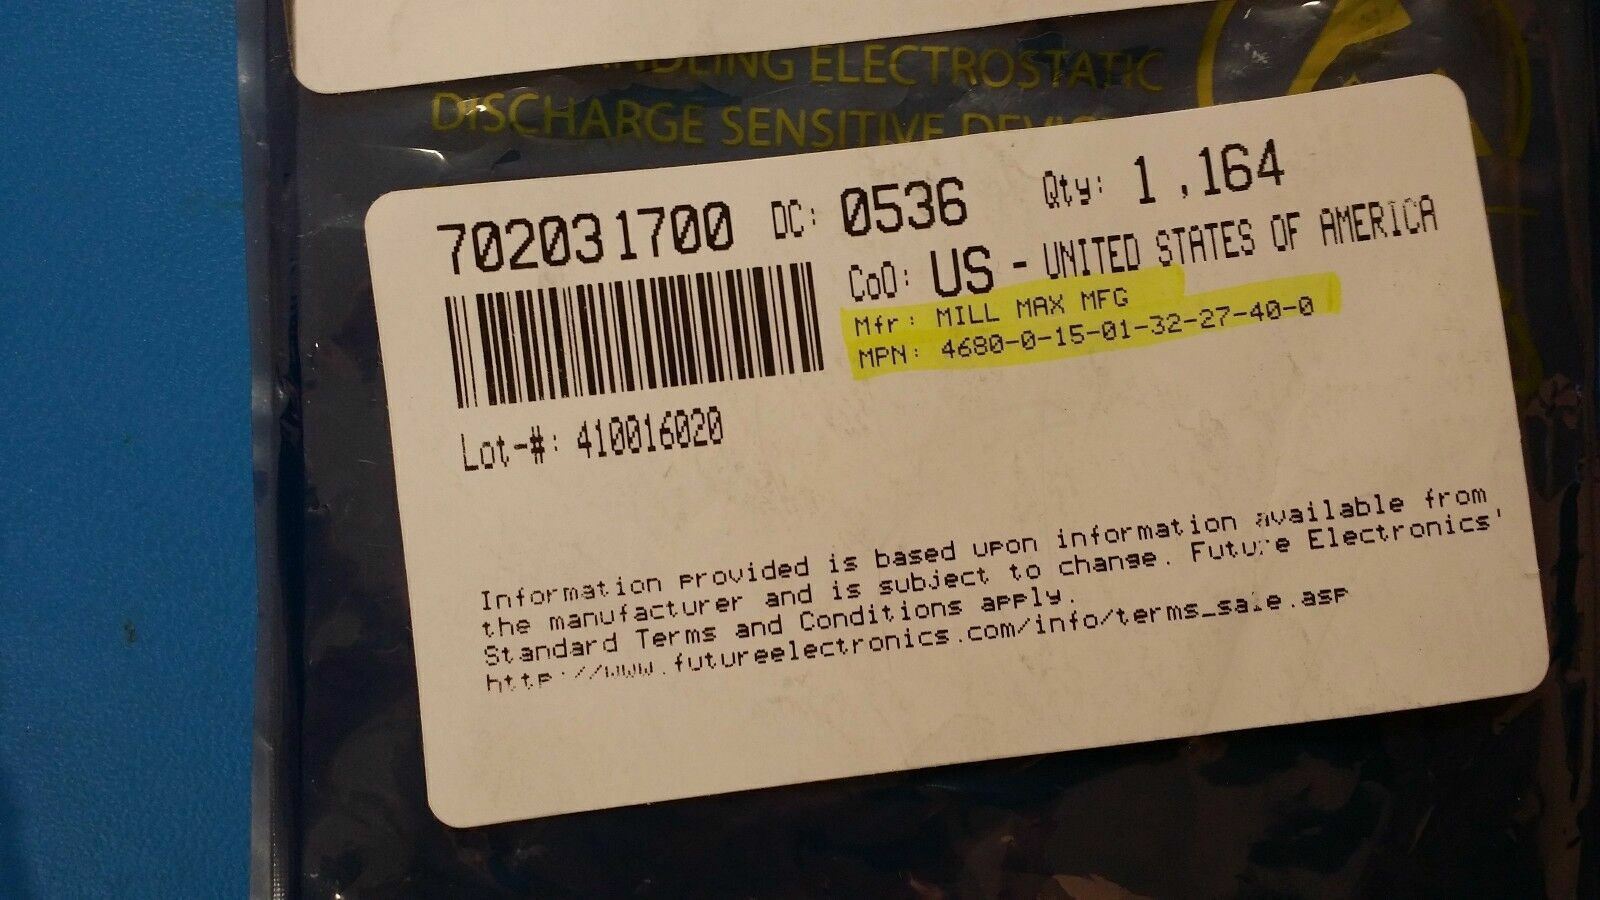 HANDLING ELECTROSTATIC
DISCHARGE SENSITIVE
702031700 DC: 0536 Qty: 1,164
CoO: US - UNITED STATES OF AMERICA
Mfr: MILL MAX MFG
MPN: 4680-0-15-01-32-27-40-0
Lot-#: 410016020
Information provided is based upon information available from
the manufacturer and is subject to change. Future Electronics'
Standard Terms and Conditions apply.
http://www.futureelectronics.com/info/terms_sale.asp